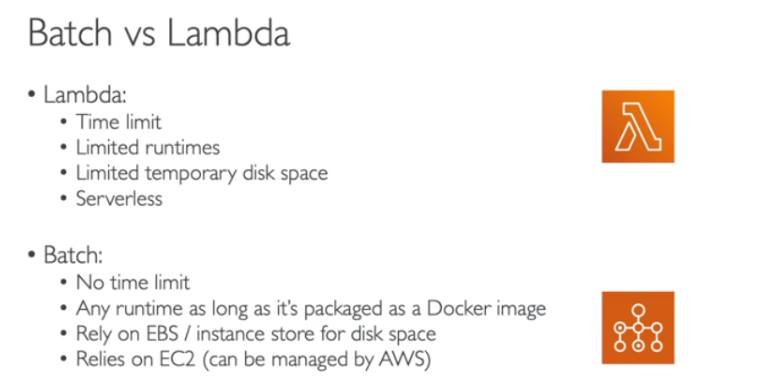 Batch vs Lambda
• Lambda:
• Time limit
• Limited runtimes
• Limited temporary disk space
• Serverless
• Batch:
• No time limit
• Any runtime as long as it's packaged as a Docker image
• Rely on EBS / instance store for disk space
• Relies on EC2 (can be managed by AWS)